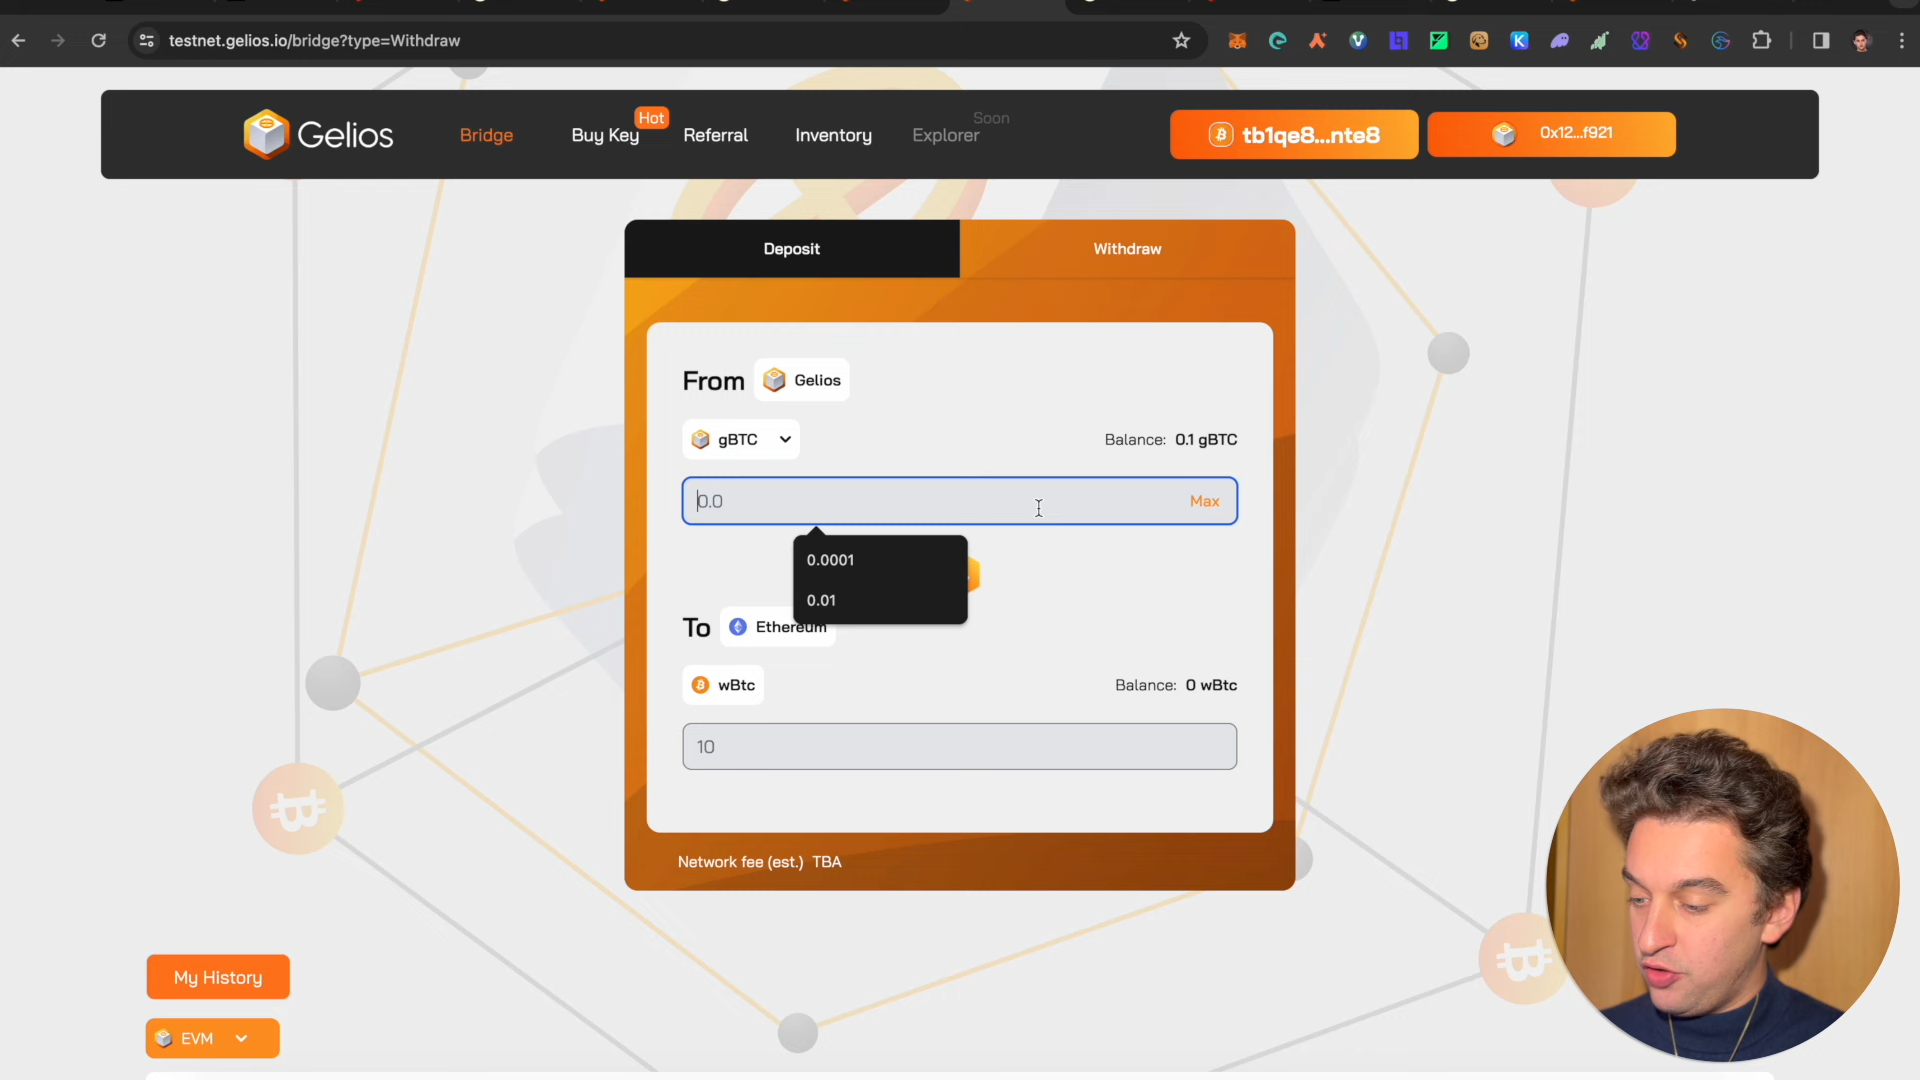 testnet.gelios.io/bridge?type=Withdraw
Gelios
Bridge
Buy Key
Hot
Referral
Inventory
Explorer
Soon
tb1qe8...nte8
0x12...f921
Deposit
Withdraw
From
Gelios
gBTC
Balance: 0.1 gBTC
0.0
Max
0.0001
0.01
To
Ethereum
wBtc
Balance: 0 wBtc
10
Network fee (est.) TBA
My History
EVM